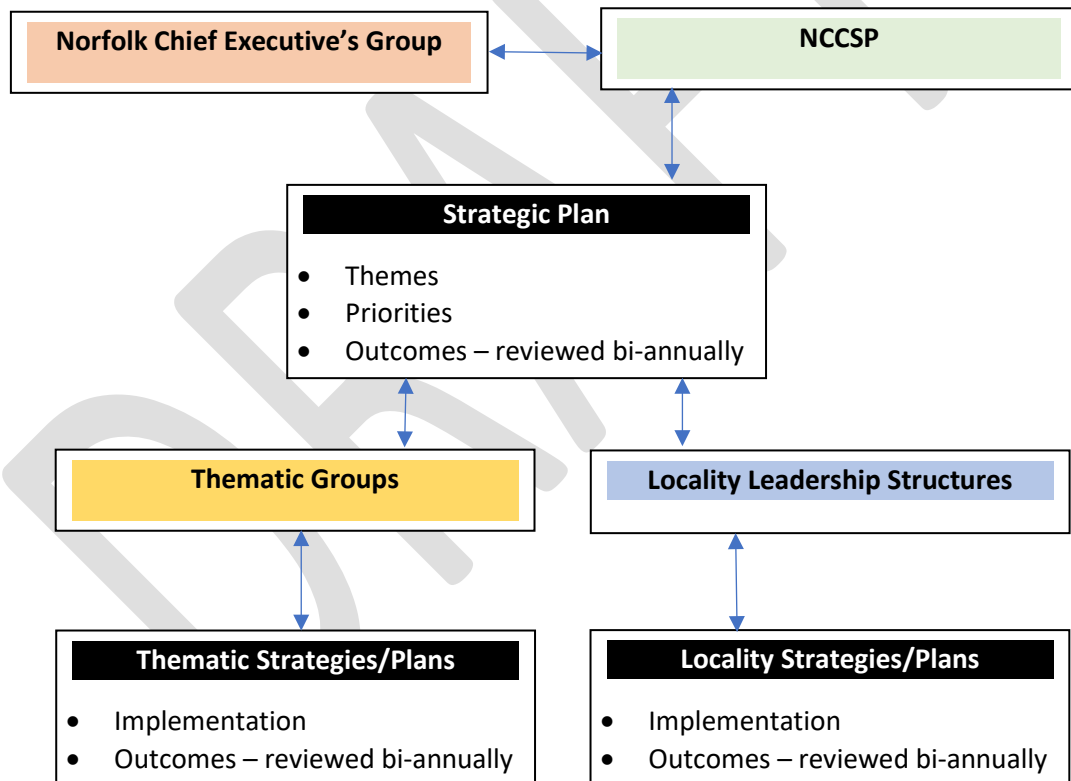 Norfolk Chief Executive’s Group
NCCSP
Strategic Plan
• Themes
• Priorities
• Outcomes – reviewed bi-annually
Thematic Groups
Locality Leadership Structures
Thematic Strategies/Plans
• Implementation
• Outcomes – reviewed bi-annually
Locality Strategies/Plans
• Implementation
• Outcomes – reviewed bi-annually
DRAFT